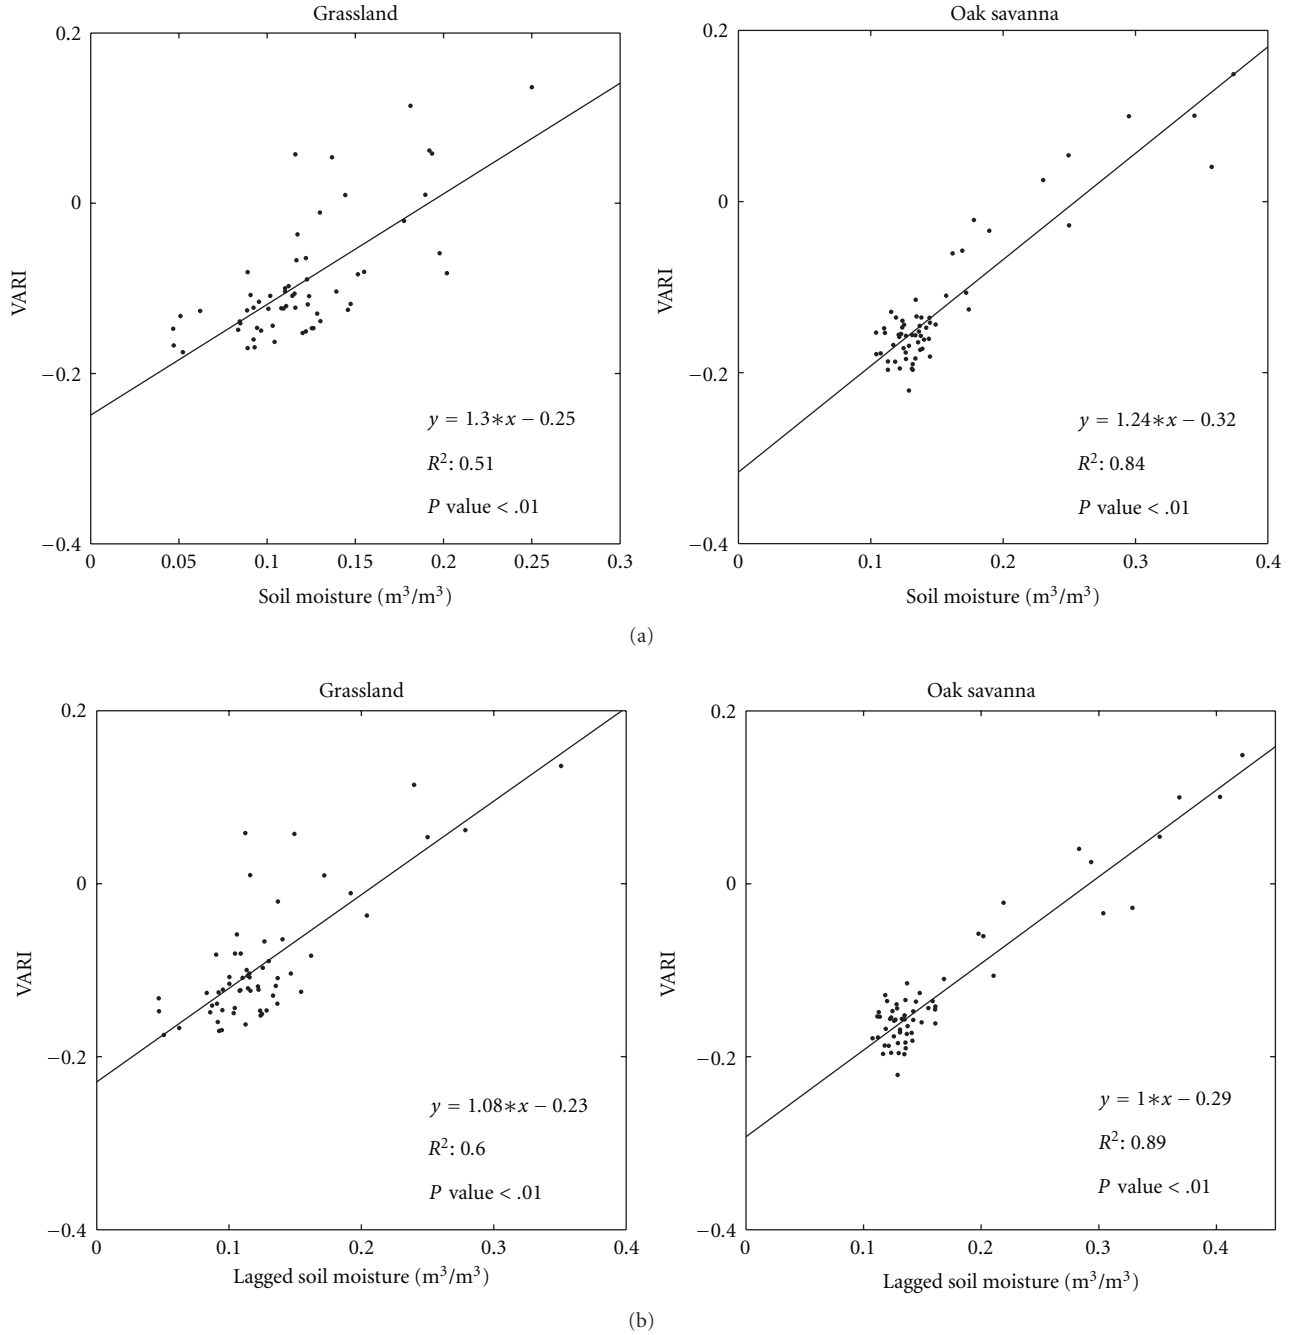 Grassland
0.2
0
−0.2
−0.4
VARI
0 0.05 0.1 0.15 0.2 0.25 0.3
Soil moisture (m³/m³)
y = 1.3∗x − 0.25
R²: 0.51
P value < .01
Oak savanna
0.2
0
−0.2
−0.4
VARI
0 0.1 0.2 0.3 0.4
Soil moisture (m³/m³)
y = 1.24∗x − 0.32
R²: 0.84
P value < .01
(a)
Grassland
0.2
0
−0.2
−0.4
VARI
0 0.1 0.2 0.3 0.4
Lagged soil moisture (m³/m³)
y = 1.08∗x − 0.23
R²: 0.6
P value < .01
Oak savanna
0.2
0
−0.2
−0.4
VARI
0 0.1 0.2 0.3 0.4
Lagged soil moisture (m³/m³)
y = 1∗x − 0.29
R²: 0.89
P value < .01
(b)